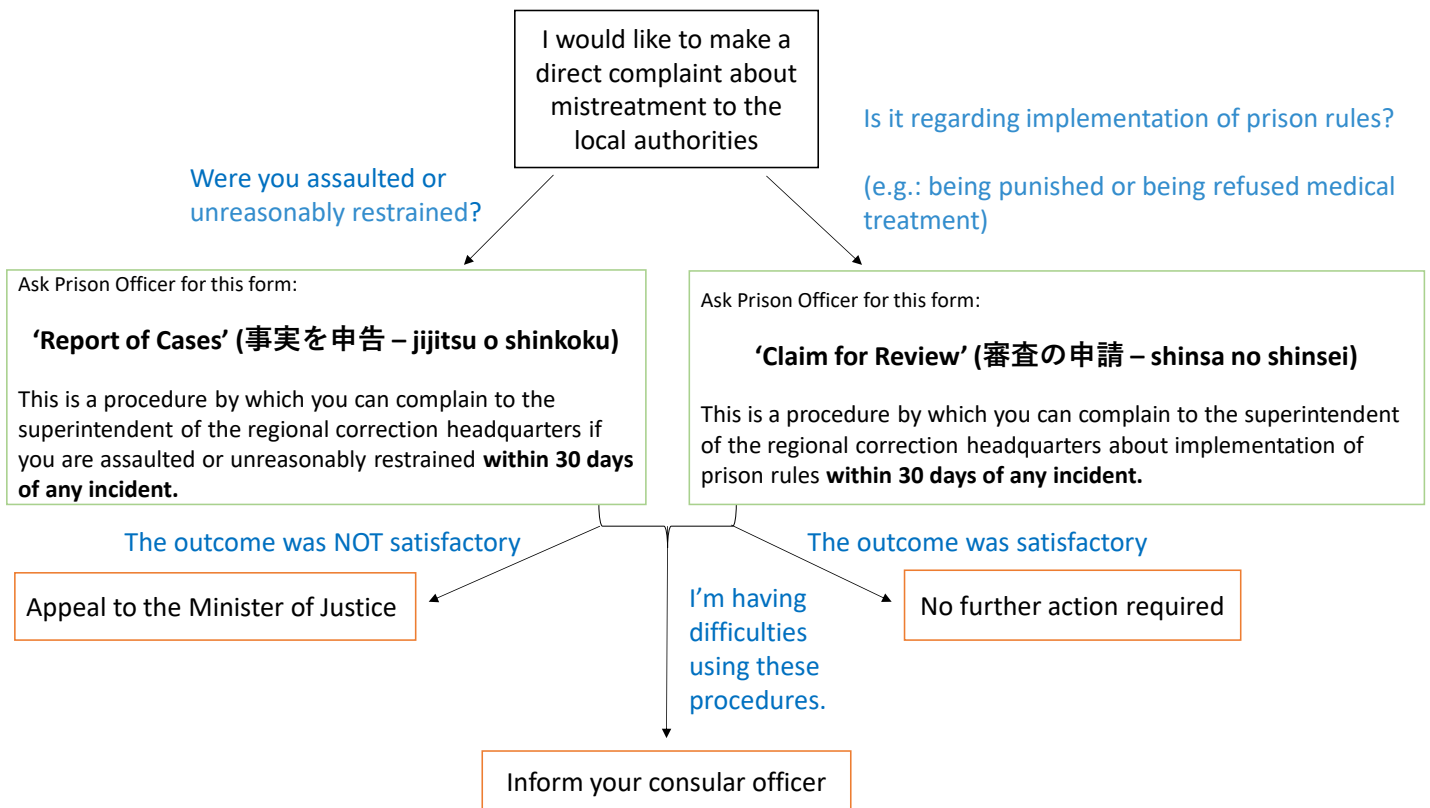 I would like to make a
direct complaint about
mistreatment to the
local authorities
Were you assaulted or
unreasonably restrained?
Is it regarding implementation of prison rules?
(e.g.: being punished or being refused medical
treatment)
Ask Prison Officer for this form:
‘Report of Cases’ (事実を申告 – jijitsu o shinkoku)
This is a procedure by which you can complain to the
superintendent of the regional correction headquarters if
you are assaulted or unreasonably restrained within 30 days
of any incident.
Ask Prison Officer for this form:
‘Claim for Review’ (審査の申請 – shinsa no shinsei)
This is a procedure by which you can complain to the superintendent
of the regional correction headquarters about implementation of
prison rules within 30 days of any incident.
The outcome was NOT satisfactory
The outcome was satisfactory
Appeal to the Minister of Justice
I’m having
difficulties
using these
procedures.
No further action required
Inform your consular officer